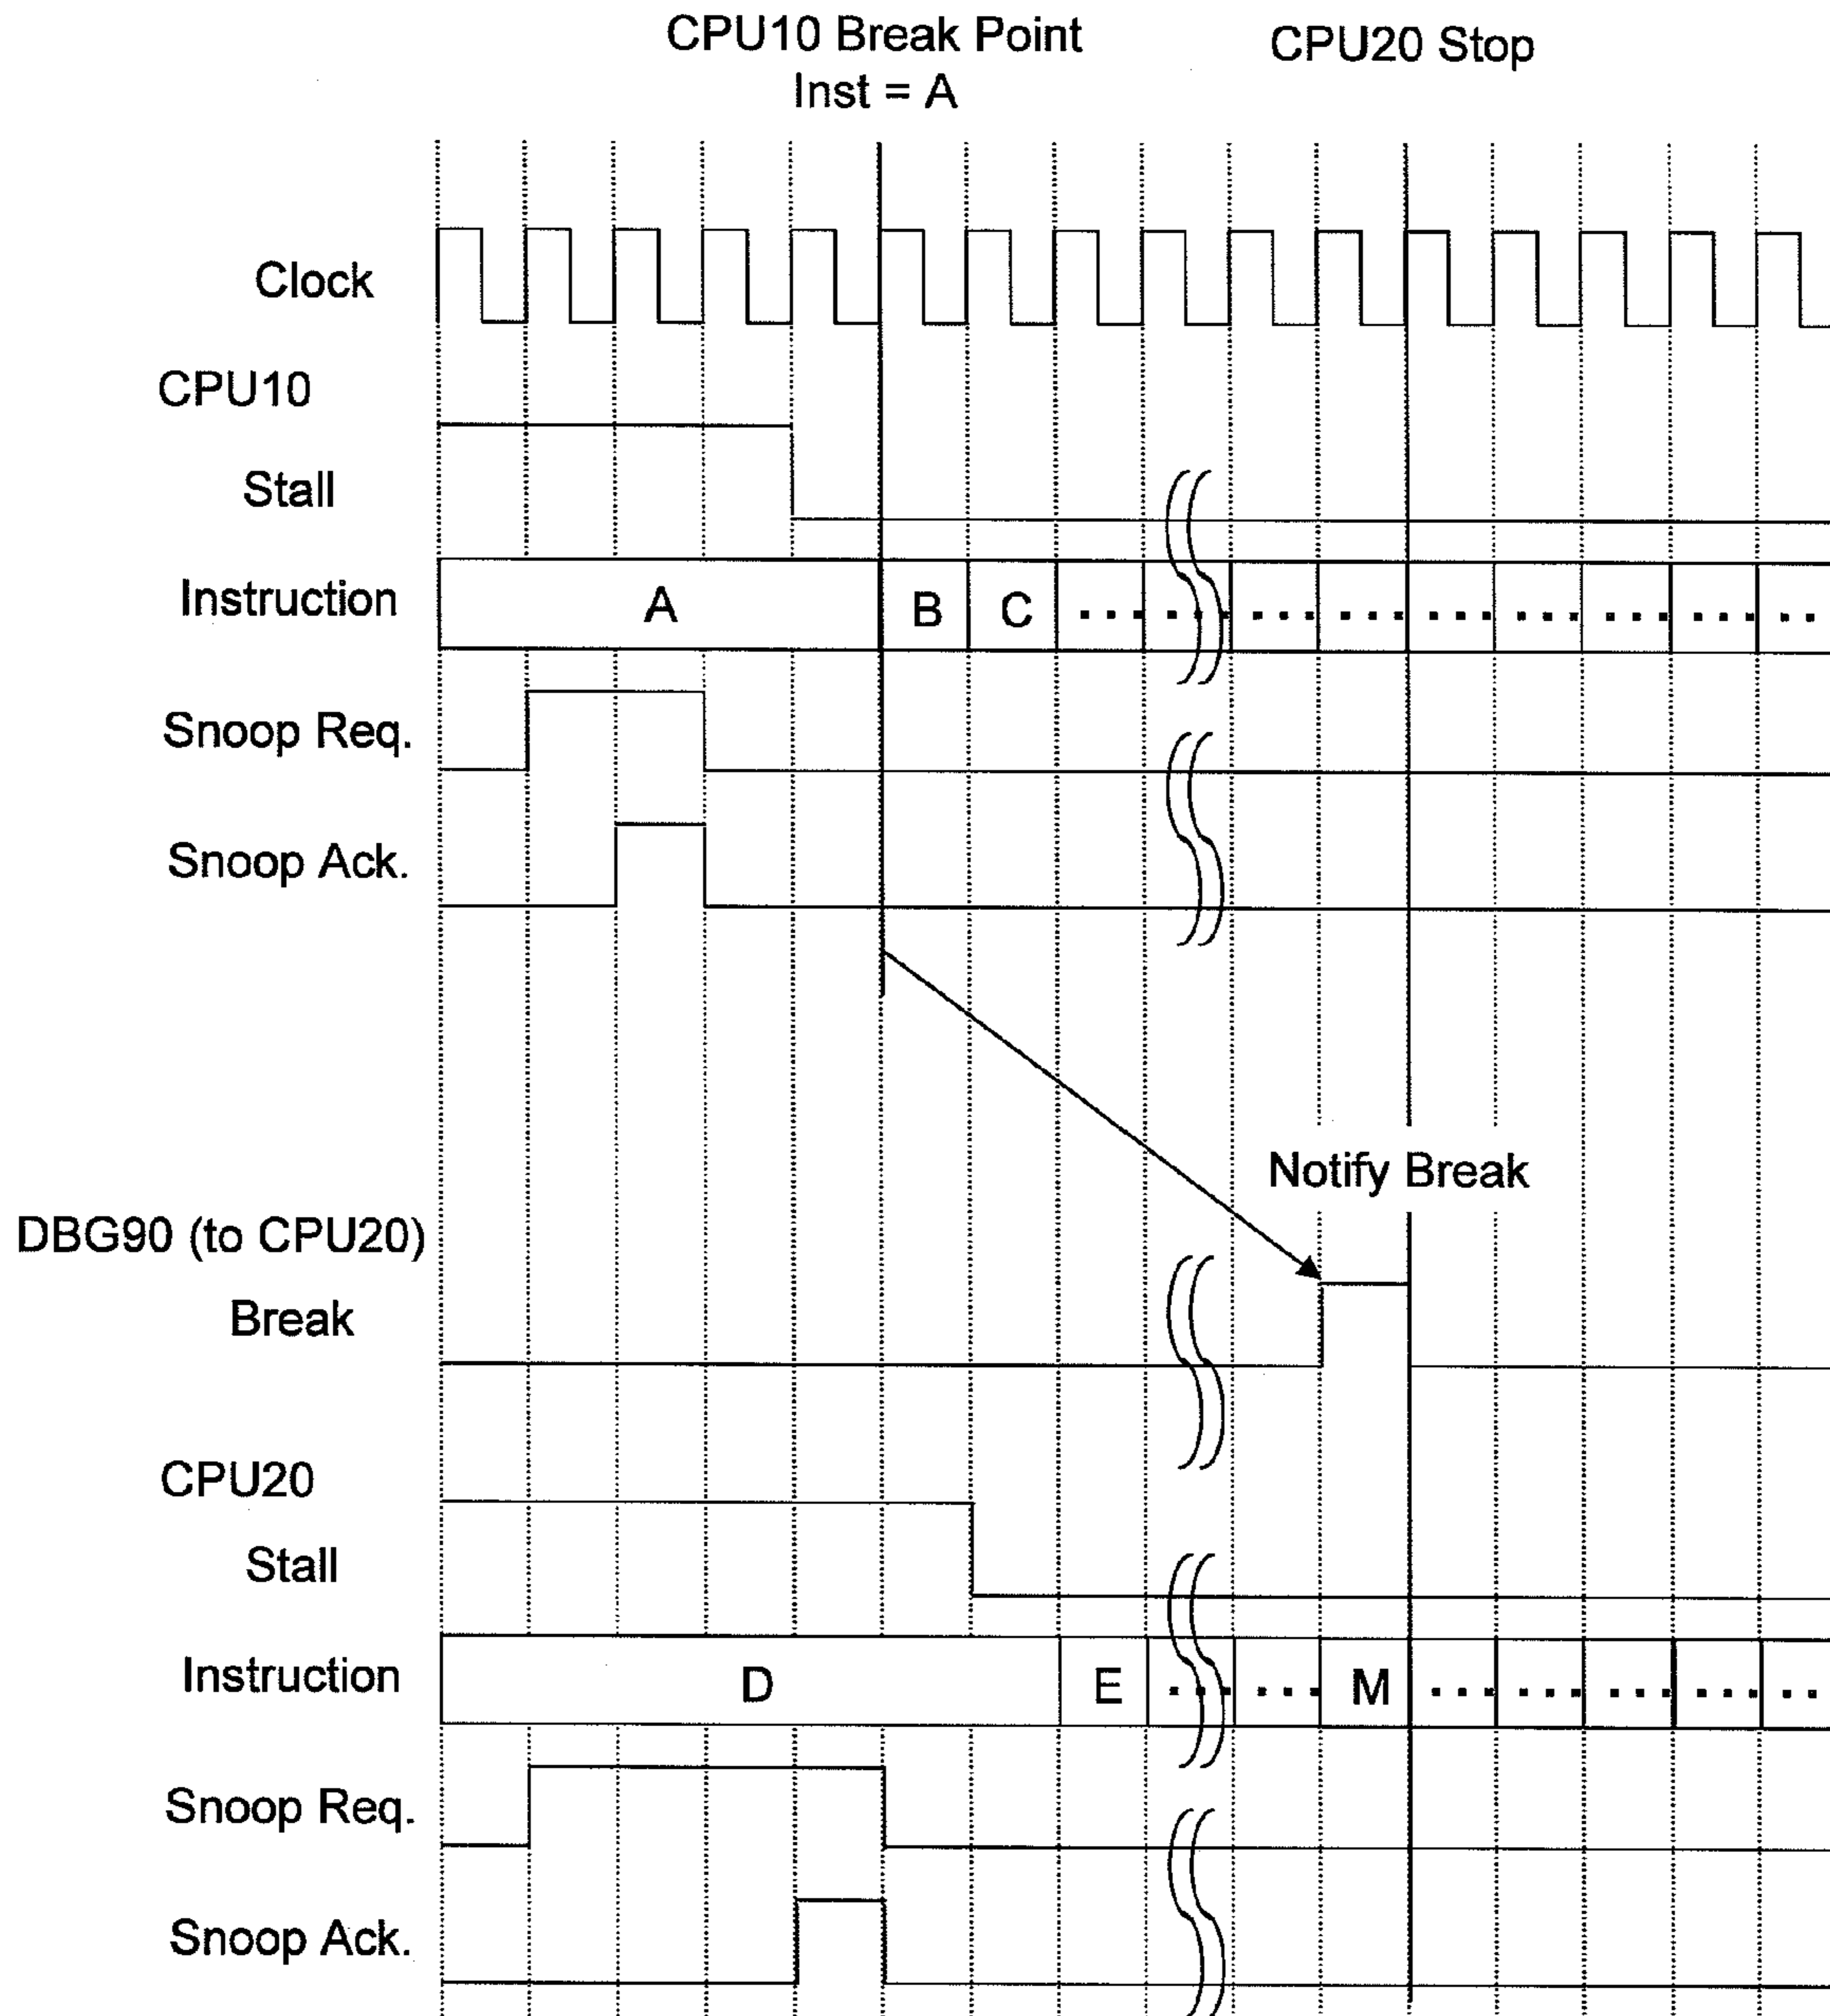 CPU10 Break Point
Inst = A
CPU20 Stop
Clock
CPU10
Stall
Instruction
A
B
C
Snoop Req.
Snoop Ack.
Notify Break
DBG90 (to CPU20)
Break
CPU20
Stall
Instruction
D
E
M
Snoop Req.
Snoop Ack.